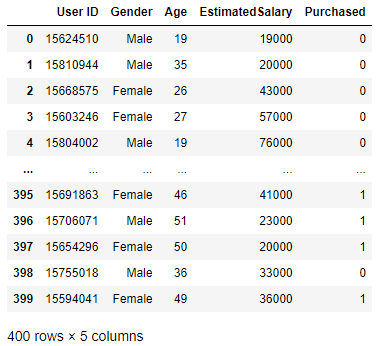 User ID Gender Age EstimatedSalary Purchased
0 15624510 Male 19 19000 0
1 15810944 Male 35 20000 0
2 15668575 Female 26 43000 0
3 15603246 Female 27 57000 0
4 15804002 Male 19 76000 0
... ... ... ... ... ...
395 15691863 Female 46 41000 1
396 15706071 Male 51 23000 1
397 15654296 Female 50 20000 1
398 15755018 Male 36 33000 0
399 15594041 Female 49 36000 1
400 rows × 5 columns